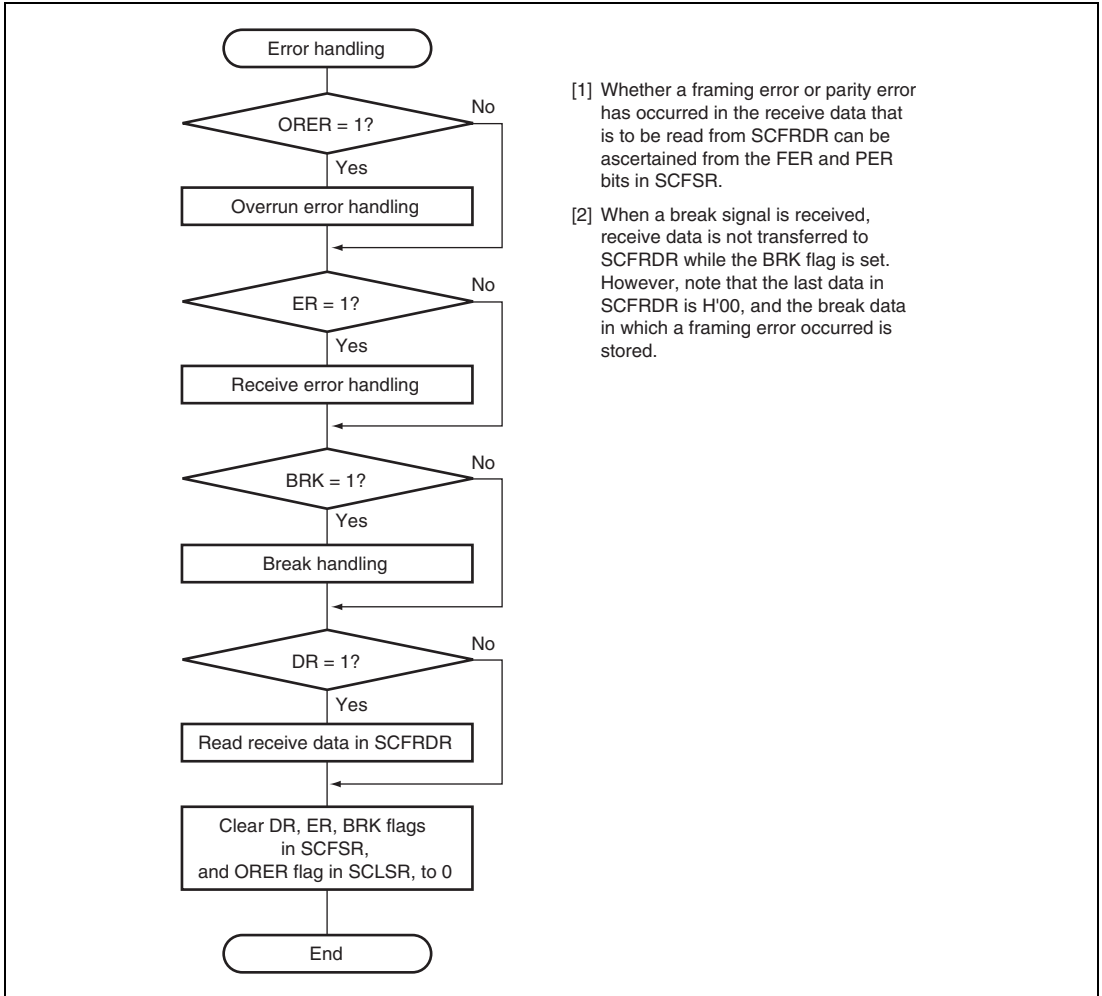 Error handling
ORER = 1?
No
Yes
Overrun error handling
ER = 1?
No
Yes
Receive error handling
BRK = 1?
No
Yes
Break handling
DR = 1?
No
Yes
Read receive data in SCFRDR
Clear DR, ER, BRK flags
in SCFSR,
and ORER flag in SCLSR, to 0
End
[1] Whether a framing error or parity error
has occurred in the receive data that
is to be read from SCFRDR can be
ascertained from the FER and PER
bits in SCFSR.
[2] When a break signal is received,
receive data is not transferred to
SCFRDR while the BRK flag is set.
However, note that the last data in
SCFRDR is H'00, and the break data
in which a framing error occurred is
stored.